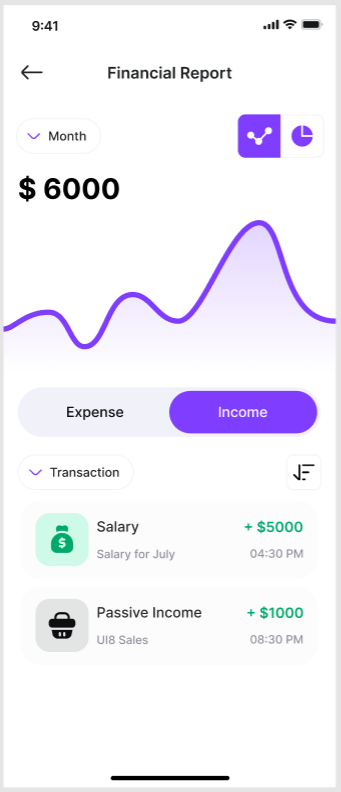 9:41
Financial Report
Month
$ 6000
Expense Income
Transaction
$
Salary + $5000
Salary for July 04:30 PM
Passive Income + $1000
UI8 Sales 08:30 PM